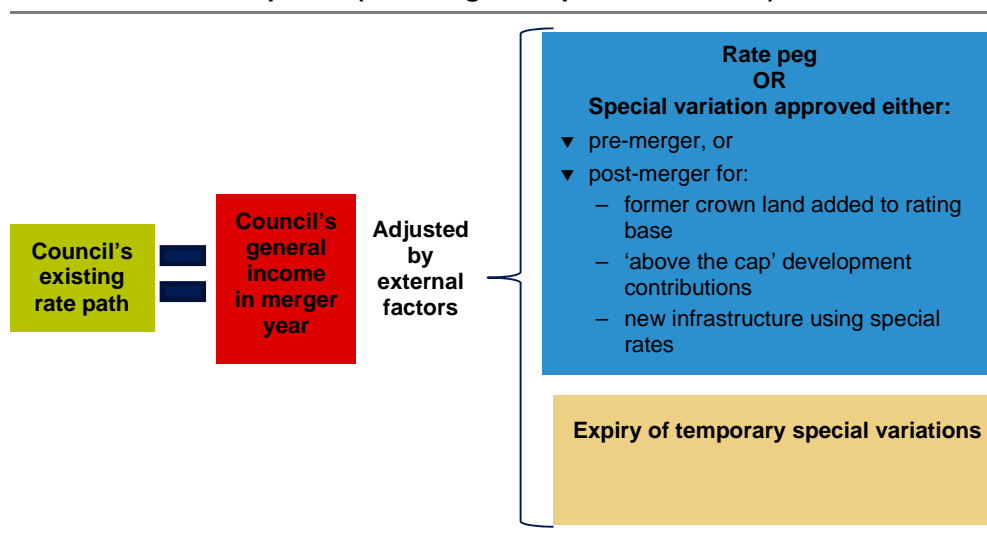 Council's
existing
rate path
Council's
general
income
in merger
year
Adjusted
by
external
factors
Rate peg
OR
Special variation approved either:
▼ pre-merger, or
▼ post-merger for:
– former crown land added to rating
base
– 'above the cap' development
contributions
– new infrastructure using special
rates
Expiry of temporary special variations